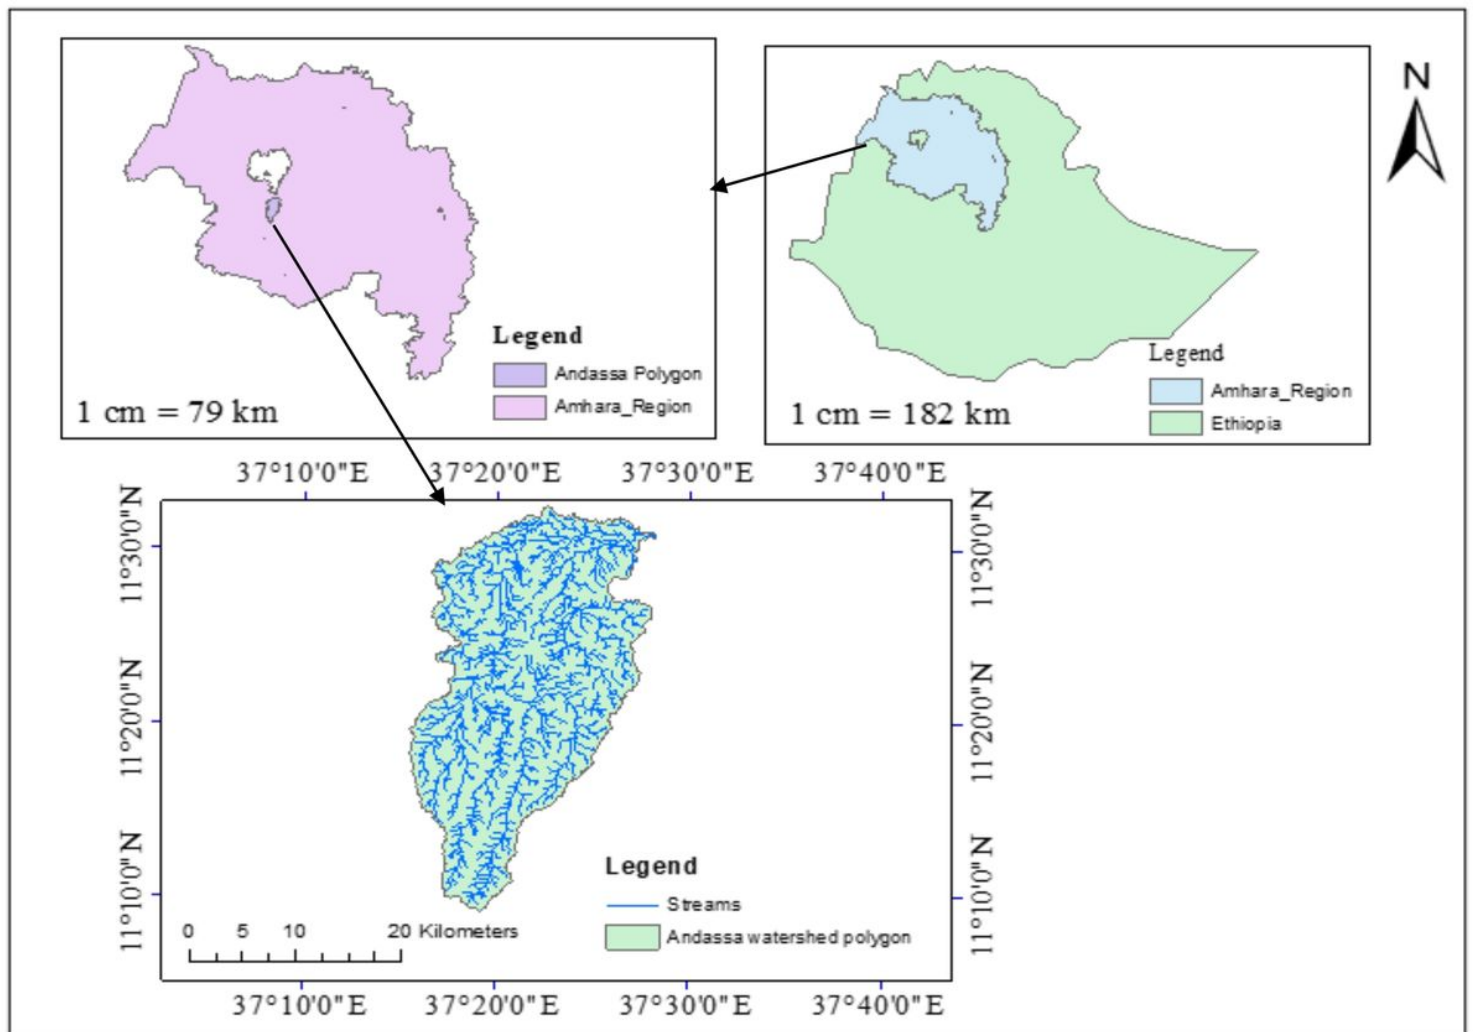 N
Legend
Andassa Polygon
Amhara_Region
1 cm = 79 km
Legend
Amhara_Region
Ethiopia
1 cm = 182 km
37°10'0"E 37°20'0"E 37°30'0"E 37°40'0"E
11°30'0"N
11°20'0"N
11°10'0"N
11°30'0"N
11°20'0"N
11°10'0"N
Legend
Streams
Andassa watershed polygon
0 5 10 20 Kilometers
37°10'0"E 37°20'0"E 37°30'0"E 37°40'0"E